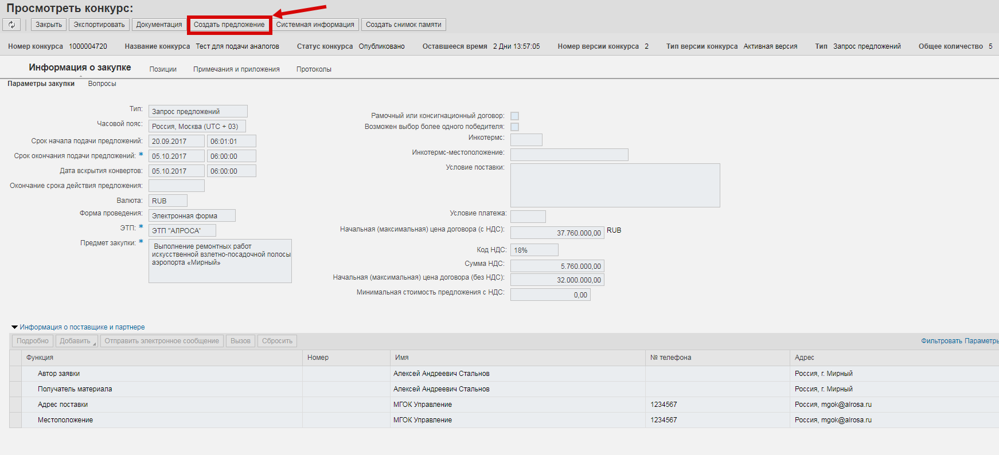 Просмотреть конкурс:
Закрыть Экспортировать Документация Создать предложение Системная информация Создать снимок памяти
Номер конкурса 1000004720 Название конкурса Тест для подачи аналогов Статус конкурса Опубликовано Оставшееся время 2 Дни 13:57:05 Номер версии конкурса 2 Тип версии конкурса Активная версия Тип Запрос предложений Общее количество 5
Информация о закупке Позиции Примечания и приложения Протоколы
Параметры закупки Вопросы
Тип: Запрос предложений
Часовой пояс: Россия, Москва (UTC + 03)
Срок начала подачи предложений: 20.09.2017 06:01:01
Срок окончания подачи предложений: * 05.10.2017 06:00:00
Дата вскрытия конвертов: 05.10.2017 06:00:00
Окончание срока действия предложения:
Валюта: RUB
Форма проведения: Электронная форма
ЭТП: * ЭТП "АЛРОСА"
Предмет закупки: * Выполнение ремонтных работ
искусственной взлетно-посадочной полосы
аэропорта «Мирный»
Рамочный или консигнационный договор:
Возможен выбор более одного победителя:
Инкотермс:
Инкотермс-местоположение:
Условие поставки:
Условие платежа:
Начальная (максимальная) цена договора (с НДС): 37.760.000,00 RUB
Код НДС: 18%
Сумма НДС: 5.760.000,00
Начальная (максимальная) цена договора (без НДС): 32.000.000,00
Минимальная стоимость предложения с НДС: 0,00
Информация о поставщике и партнере
Подробно Добавить Отправить электронное сообщение Вызов Сбросить Фильтровать Параметры
Функция Номер Имя № телефона Адрес
Автор заявки Алексей Андреевич Стальнов Россия, г. Мирный
Получатель материала Алексей Андреевич Стальнов Россия, г. Мирный
Адрес поставки МГОК Управление 1234567 Россия, mgok@alrosa.ru
Местоположение МГОК Управление 1234567 Россия, mgok@alrosa.ru